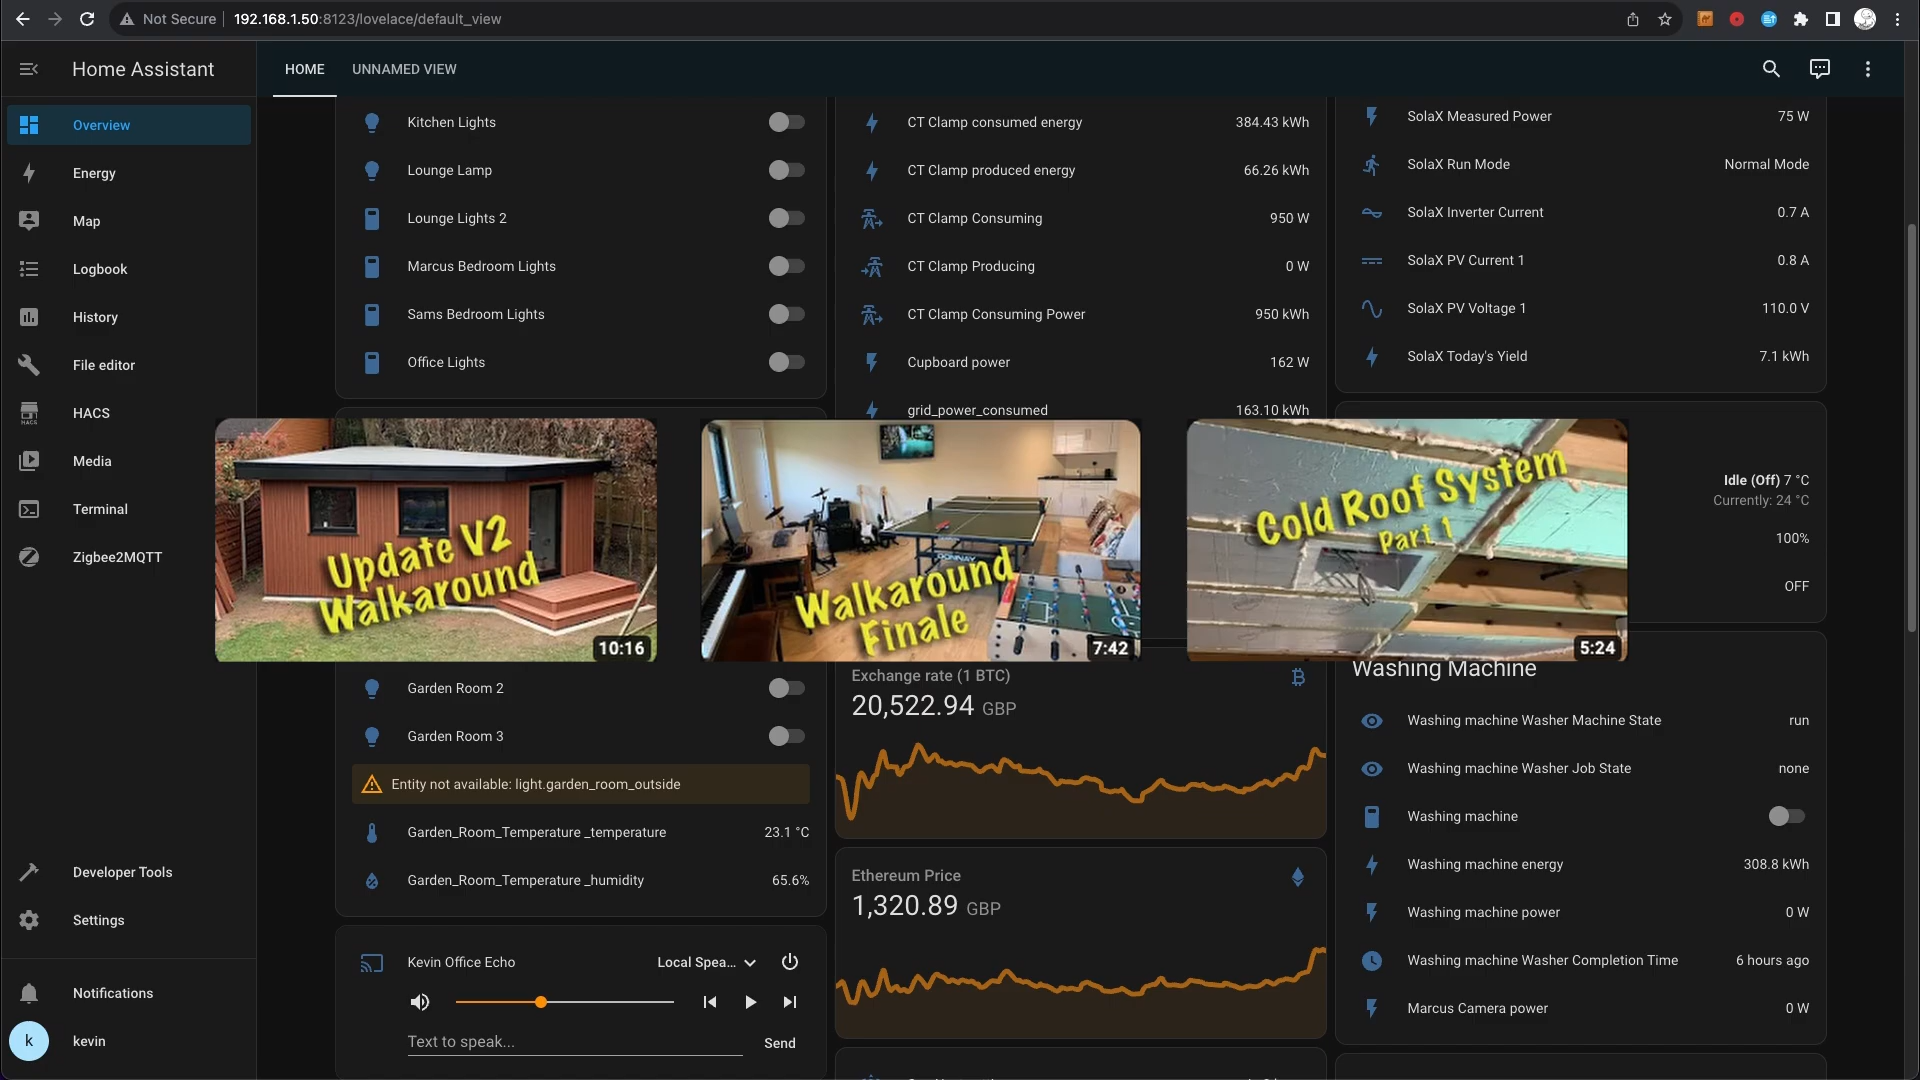 Not Secure
192.168.1.50:8123/lovelace/default_view
Home Assistant
HOME
UNNAMED VIEW
Overview
Energy
Map
Logbook
History
File editor
HACS
HACS
Media
Terminal
Zigbee2MQTT
Developer Tools
Settings
Notifications
k
kevin
Kitchen Lights
Lounge Lamp
Lounge Lights 2
Marcus Bedroom Lights
Sams Bedroom Lights
Office Lights
CT Clamp consumed energy 384.43 kWh
CT Clamp produced energy 66.26 kWh
CT Clamp Consuming 950 W
CT Clamp Producing 0 W
CT Clamp Consuming Power 950 kWh
Cupboard power 162 W
grid_power_consumed 163.10 kWh
SolaX Measured Power 75 W
SolaX Run Mode Normal Mode
SolaX Inverter Current 0.7 A
SolaX PV Current 1 0.8 A
SolaX PV Voltage 1 110.0 V
SolaX Today's Yield 7.1 kWh
Update V2
Walkaround
10:16
DONNAY
Walkaround
Finale
7:42
Cold Roof System
Part 1
5:24
Idle (Off) 7 °C
Currently: 24 °C
100%
OFF
Garden Room 2
Garden Room 3
Entity not available: light.garden_room_outside
Garden_Room_Temperature _temperature 23.1 °C
Garden_Room_Temperature _humidity 65.6%
Kevin Office Echo
Local Spea...
Text to speak...
Send
Exchange rate (1 BTC)
20,522.94 GBP
Ethereum Price
1,320.89 GBP
Washing Machine
Washing machine Washer Machine State run
Washing machine Washer Job State none
Washing machine
Washing machine energy 308.8 kWh
Washing machine power 0 W
Washing machine Washer Completion Time 6 hours ago
Marcus Camera power 0 W